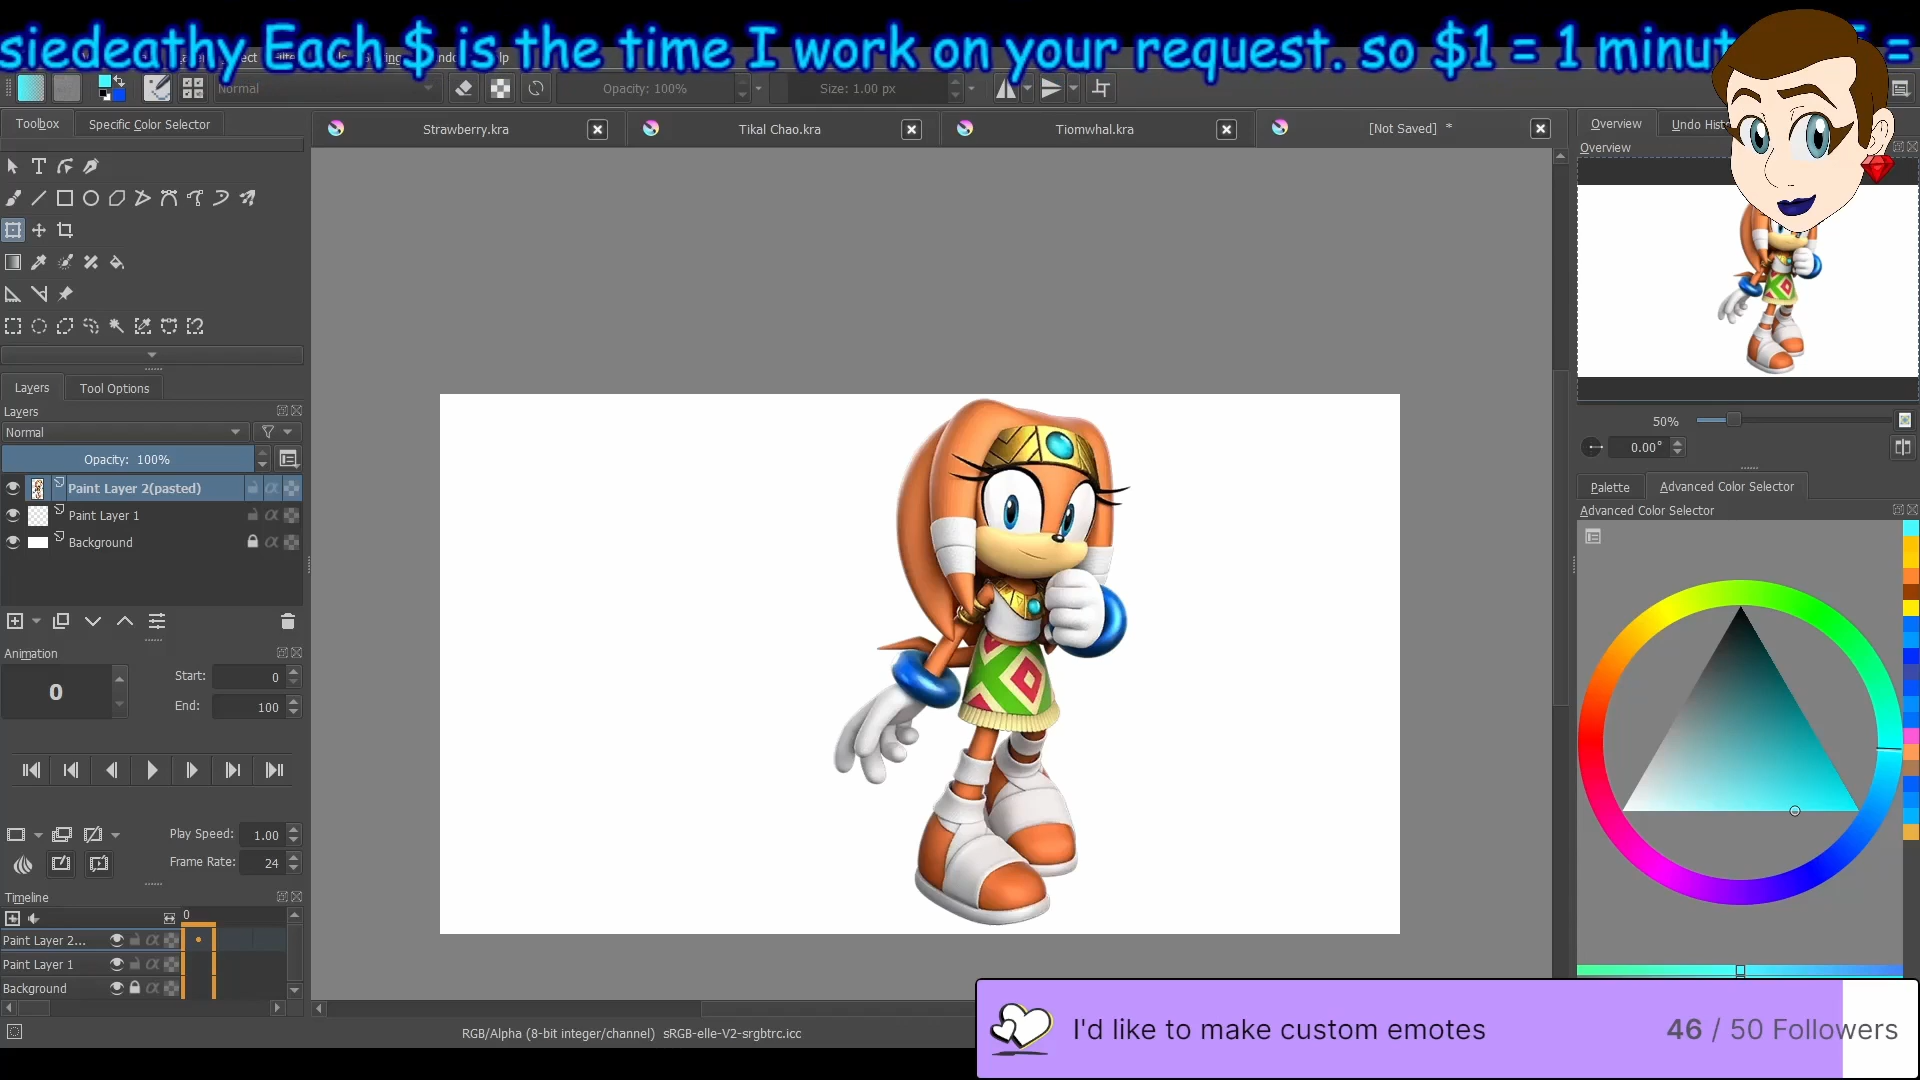 siedeathy Each $ is the time I work on your request. so $1 = 1 minut
Normal
Opacity: 100%
Size: 1.00 px
Toolbox
Specific Color Selector
Strawberry.kra
Tikal Chao.kra
Tiomwhal.kra
[Not Saved] *
Overview
Undo Hist
Overview
Layers
Tool Options
Layers
Normal
Opacity: 100%
Paint Layer 2(pasted)
Paint Layer 1
Background
50%
0.00°
Palette
Advanced Color Selector
Advanced Color Selector
Animation
0
Start: 0
End: 100
Play Speed: 1.00
Frame Rate: 24
Timeline
0
Paint Layer 2...
Paint Layer 1
Background
RGB/Alpha (8-bit integer/channel) sRGB-elle-V2-srgbtrc.icc
I'd like to make custom emotes
46 / 50 Followers